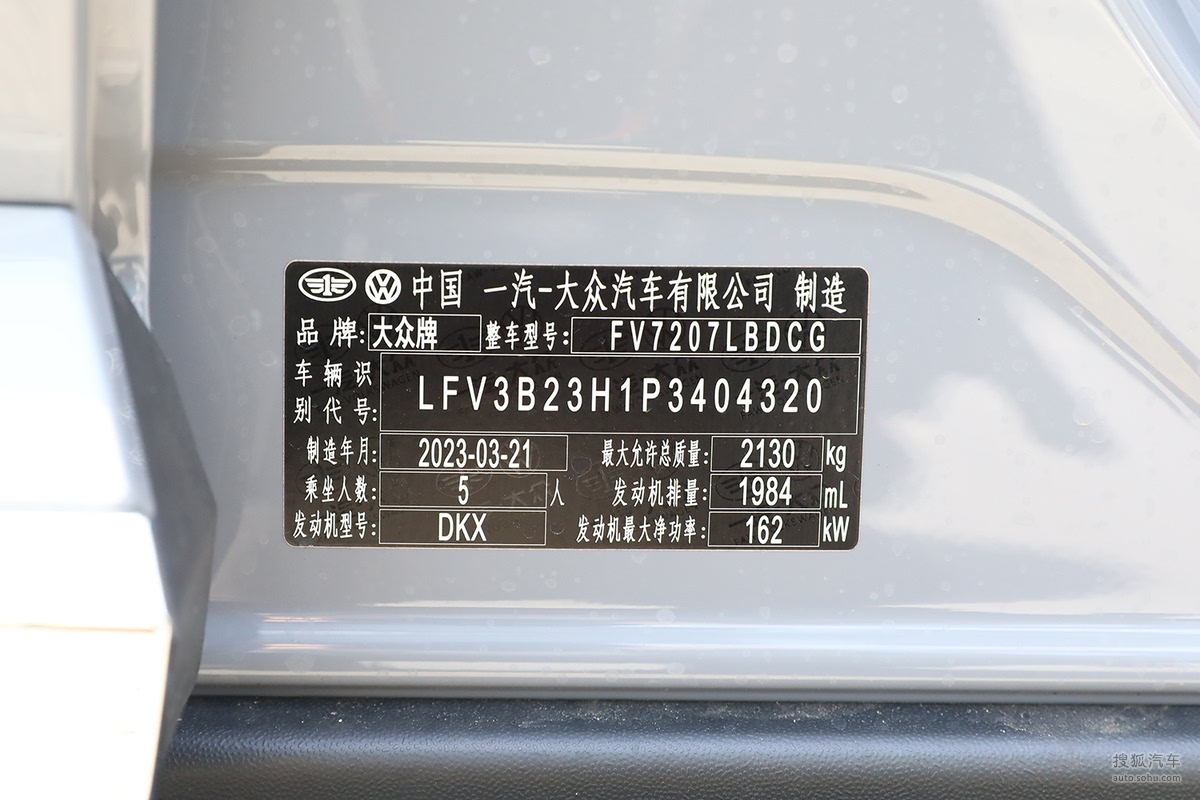 中国 一汽-大众汽车有限公司 制造
品 牌: 大众牌 整车型号: FV7207LBDCG
车 辆 识
别 代 号: LFV3B23H1P3404320
制造年月: 2023-03-21 最大允许总质量: 2130 kg
乘坐人数: 5 人 发动机排量: 1984 mL
发动机型号: DKX 发动机最大净功率: 162 kW
搜狐汽车
auto.sohu.com